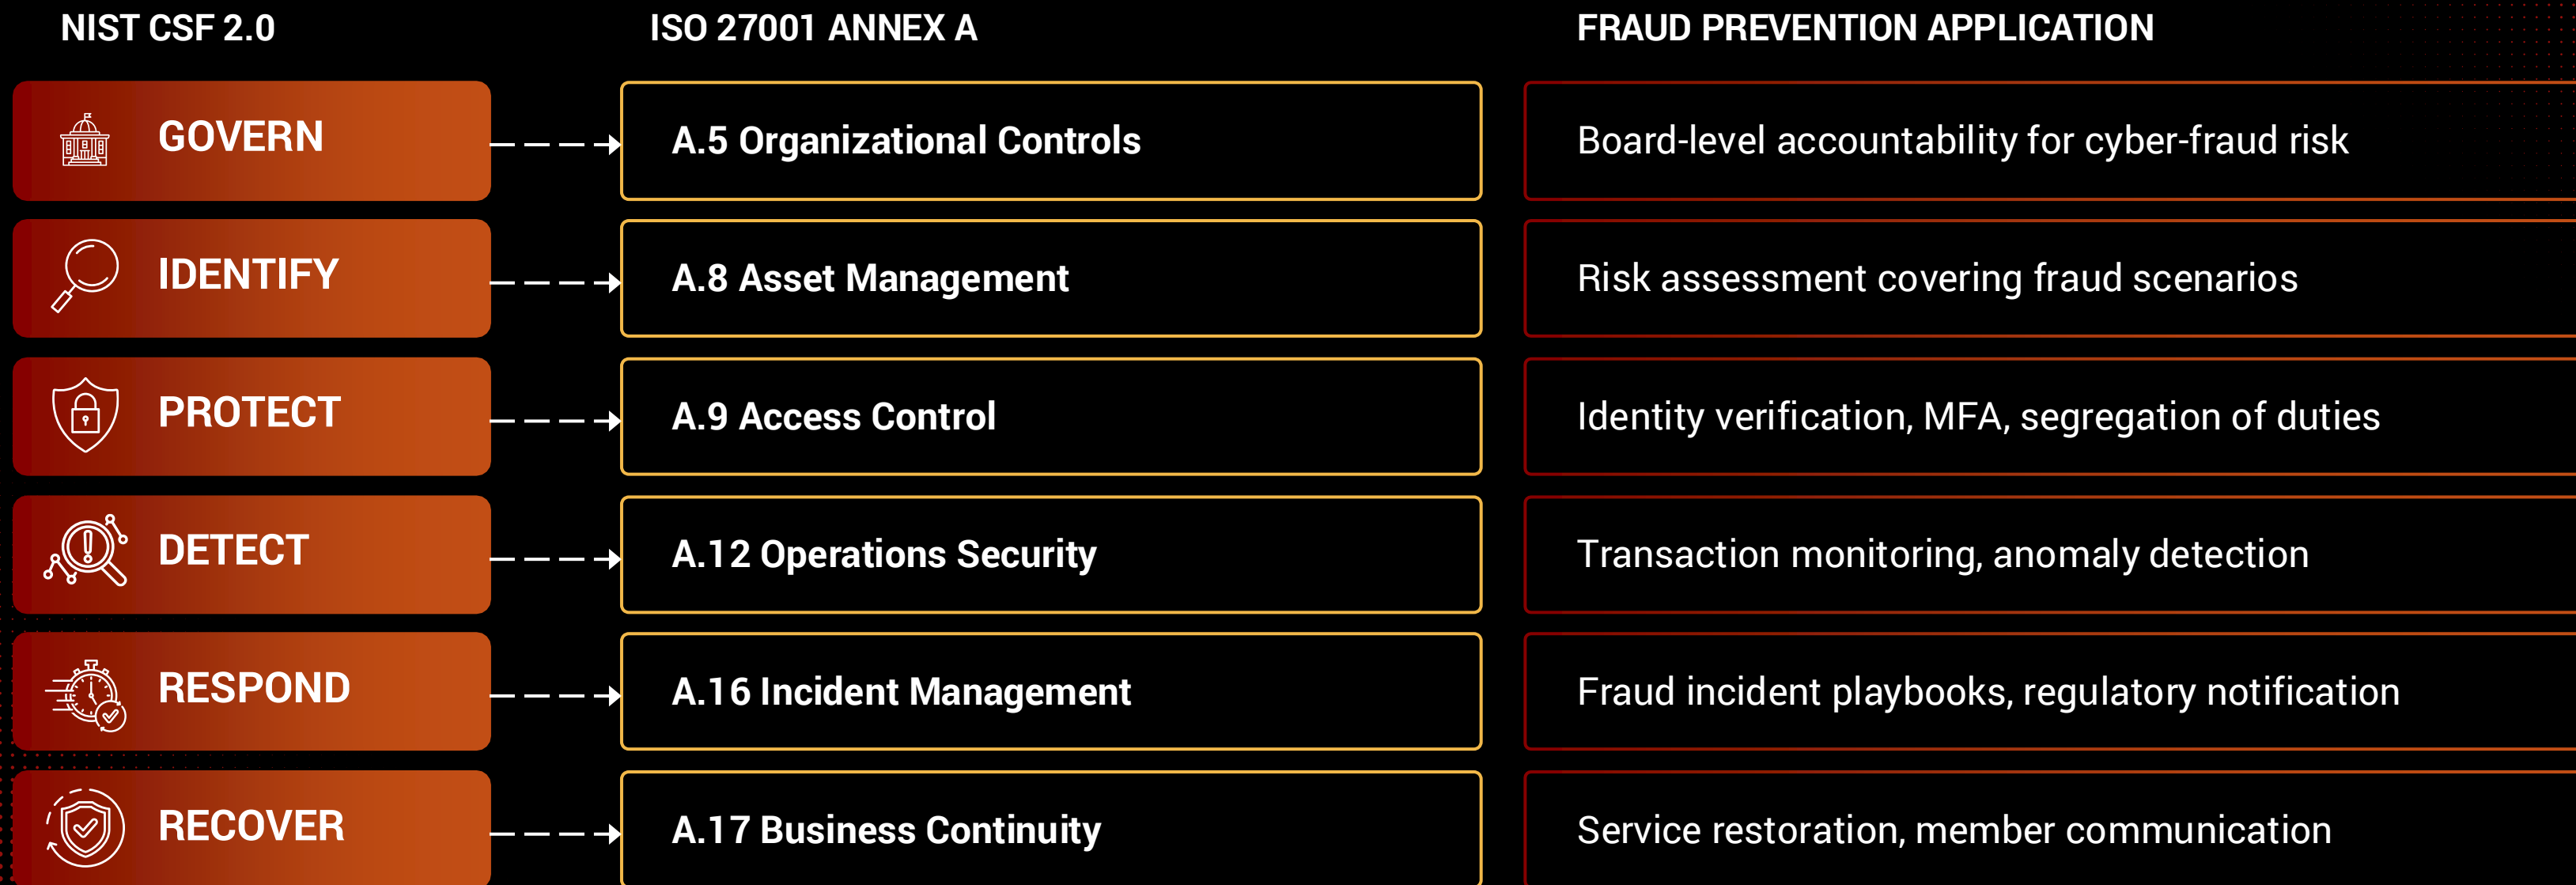 NIST CSF 2.0
ISO 27001 ANNEX A
FRAUD PREVENTION APPLICATION
GOVERN
A.5 Organizational Controls
Board-level accountability for cyber-fraud risk
IDENTIFY
A.8 Asset Management
Risk assessment covering fraud scenarios
PROTECT
A.9 Access Control
Identity verification, MFA, segregation of duties
DETECT
A.12 Operations Security
Transaction monitoring, anomaly detection
RESPOND
A.16 Incident Management
Fraud incident playbooks, regulatory notification
RECOVER
A.17 Business Continuity
Service restoration, member communication